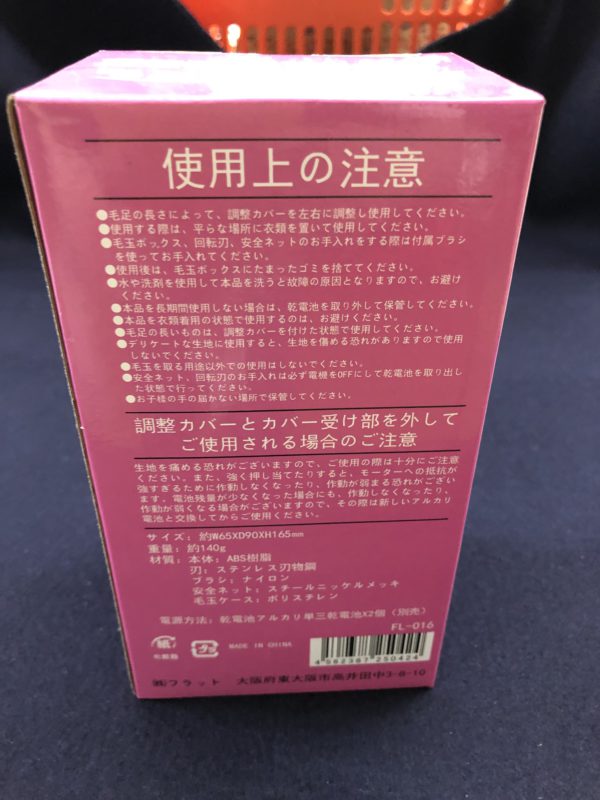 使用上の注意
●毛足の長さによって、調整カバーを左右に調整し使用してください。
●使用する際は、平らな場所に衣類を置いて使用してください。
●毛玉ボックス、回転刃、安全ネットのお手入れをする際は付属ブラシ
を使ってお手入れください。
●使用後は、毛玉ボックスにたまったゴミを捨ててください。
●水や洗剤を使用して本品を洗うと故障の原因となりますので、お避け
ください。
●本品を長期間使用しない場合は、乾電池を取り外して保管してください。
●本品を衣類着用の状態で使用するのは、お避けください。
●毛足の長いものは、調整カバーを付けた状態で使用してください。
●デリケートな生地に使用すると、生地を傷める恐れがありますので使用
しないでください。
●毛玉を取る用途以外での使用はしないでください。
●安全ネット、回転刃のお手入れは必ず電機をOFFにして乾電池を取り出し
た状態で行ってください。
●お子様の手の届かない場所で保管してください。
調整カバーとカバー受け部を外して
ご使用される場合のご注意
生地を痛める恐れがございますので、ご使用の際は十分にご注意
ください。また、強く押し当てたりすると、モーターへの抵抗が
強すぎるために作動しなくなったり、作動が弱まる恐れがござい
ます。電池残量が少なくなった場合にも、作動しなくなったり、
作動が弱くなる場合がございますので、その際は新しいアルカリ
電池と交換してからご使用ください。
サイズ：約W65XD90XH165mm
重量：約140g
材質：本体：ABS樹脂
刃：ステンレス刃物鋼
ブラシ：ナイロン
安全ネット：スチールニッケルメッキ
毛玉ケース：ポリスチレン
電源方法：乾電池アルカリ単三乾電池X2個（別売）
FL-016
紙
化粧箱
プラ
MADE IN CHINA
4 562387 250424
㈱フラット 大阪府東大阪市高井田中3-8-10